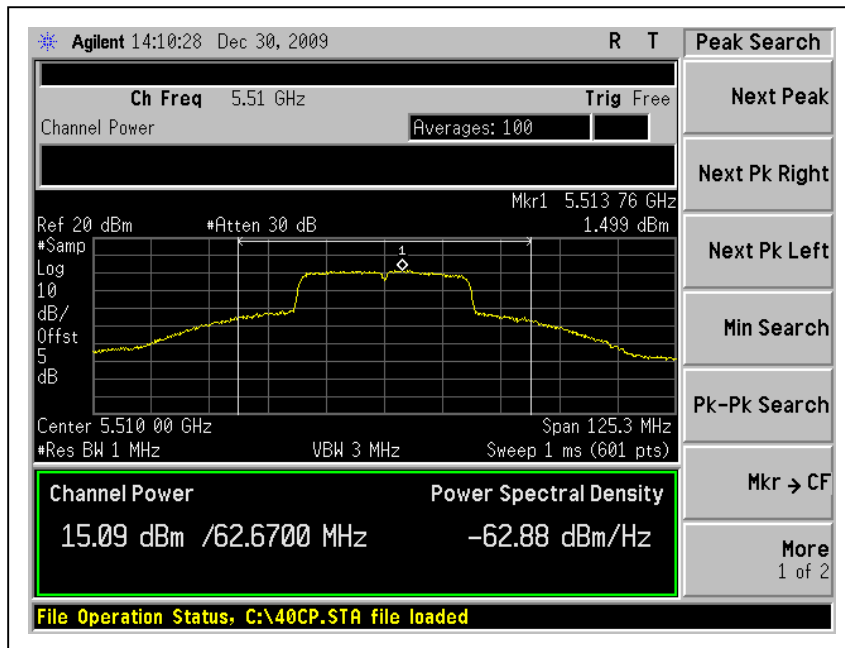 Agilent 14:10:28 Dec 30, 2009 R T
Peak Search
Ch Freq 5.51 GHz Trig Free
Channel Power Averages: 100
Mkr1 5.513 76 GHz
Ref 20 dBm #Atten 30 dB 1.499 dBm
#Samp
Log
10
dB/
Offst
5
dB
1
Center 5.510 00 GHz Span 125.3 MHz
#Res BW 1 MHz VBW 3 MHz Sweep 1 ms (601 pts)
Channel Power Power Spectral Density
15.09 dBm /62.6700 MHz -62.88 dBm/Hz
File Operation Status, C:\40CP.STA file loaded
Next Peak
Next Pk Right
Next Pk Left
Min Search
Pk-Pk Search
Mkr → CF
More
1 of 2